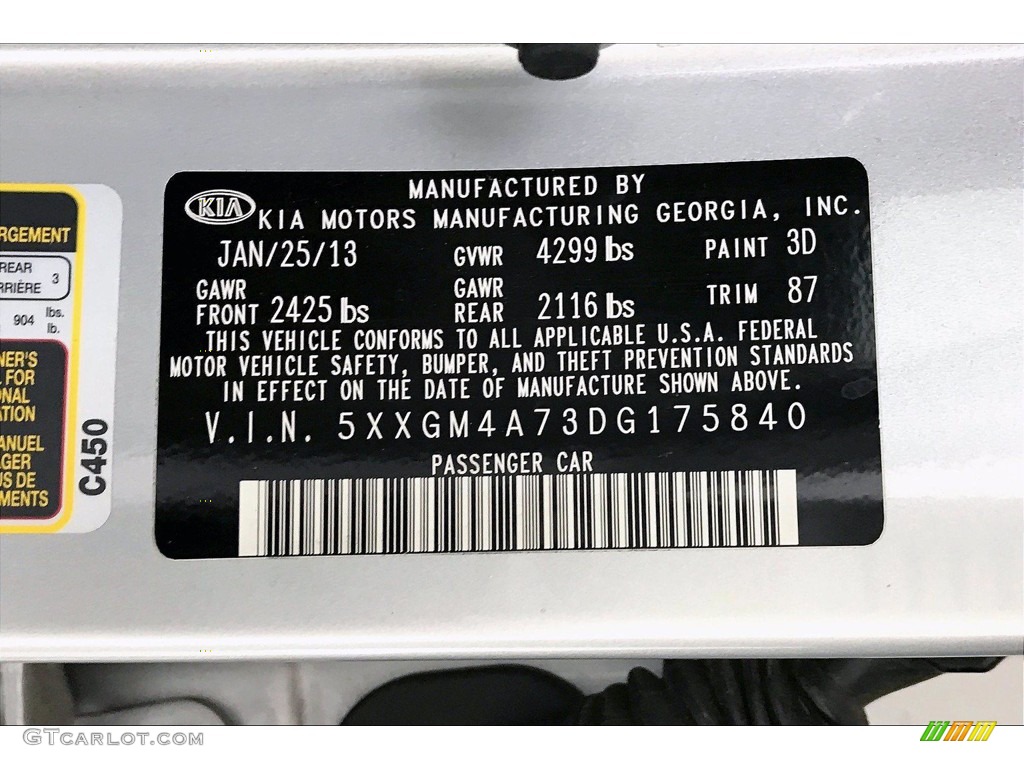 MANUFACTURED BY
KIA KIA MOTORS MANUFACTURING GEORGIA, INC.
JAN/25/13 GVWR 4299 lbs PAINT 3D
GAWR FRONT 2425 lbs GAWR REAR 2116 lbs TRIM 87
THIS VEHICLE CONFORMS TO ALL APPLICABLE U.S.A. FEDERAL
MOTOR VEHICLE SAFETY, BUMPER, AND THEFT PREVENTION STANDARDS
IN EFFECT ON THE DATE OF MANUFACTURE SHOWN ABOVE.
V.I.N. 5XXGM4A73DG175840
PASSENGER CAR
RGEMENT
REAR 3
RRIÈRE
904 lbs.
lb.
NER'S
FOR
ONAL
ATION
ANUEL
AGER
US DE
MENTS
C450
GTcarlot.com